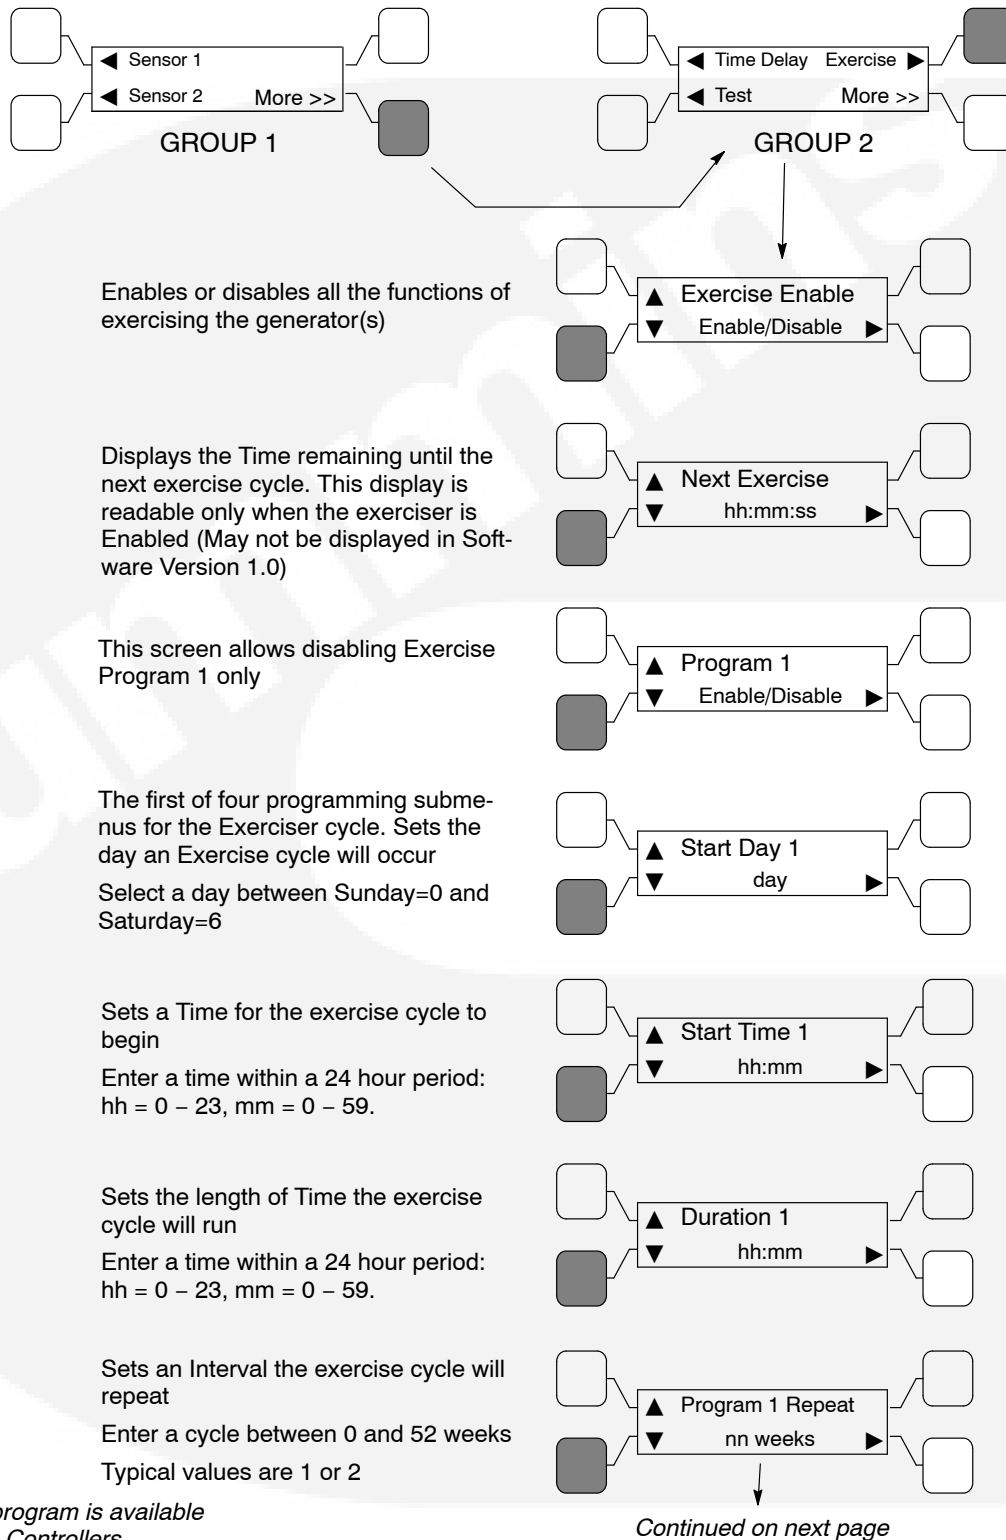 ◀ Sensor 1
◀ Sensor 2 More >>
GROUP 1
◀ Time Delay Exercise ▶
◀ Test More >>
GROUP 2
Enables or disables all the functions of
exercising the generator(s)
▲ Exercise Enable
▼ Enable/Disable ▶
Displays the Time remaining until the
next exercise cycle. This display is
readable only when the exerciser is
Enabled (May not be displayed in Soft-
ware Version 1.0)
▲ Next Exercise
▼ hh:mm:ss ▶
This screen allows disabling Exercise
Program 1 only
▲ Program 1
▼ Enable/Disable ▶
The first of four programming subme-
nus for the Exerciser cycle. Sets the
day an Exercise cycle will occur
Select a day between Sunday=0 and
Saturday=6
▲ Start Day 1
▼ day ▶
Sets a Time for the exercise cycle to
begin
Enter a time within a 24 hour period:
hh = 0 – 23, mm = 0 – 59.
▲ Start Time 1
▼ hh:mm ▶
Sets the length of Time the exercise
cycle will run
Enter a time within a 24 hour period:
hh = 0 – 23, mm = 0 – 59.
▲ Duration 1
▼ hh:mm ▶
Sets an Interval the exercise cycle will
repeat
Enter a cycle between 0 and 52 weeks
Typical values are 1 or 2
▲ Program 1 Repeat
▼ nn weeks ▶
program is available
Controllers
Continued on next page